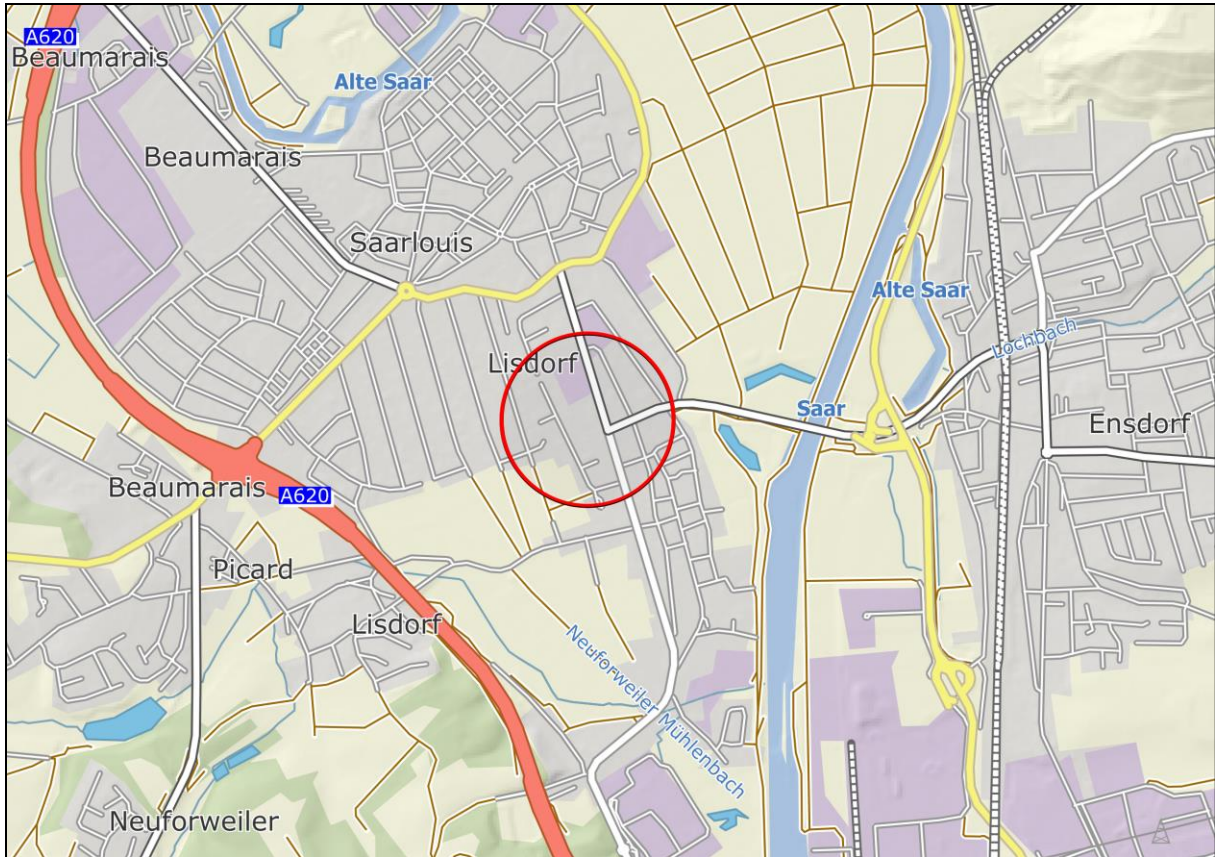 A620
Beaumarais
Alte Saar
Beaumarais
Saarlouis
Alte Saar
Lochbach
Lisdorf
Saar
Ensdorf
Beaumarais
A620
Picard
Lisdorf
Neuforweiler Mühlenbach
Neuforweiler